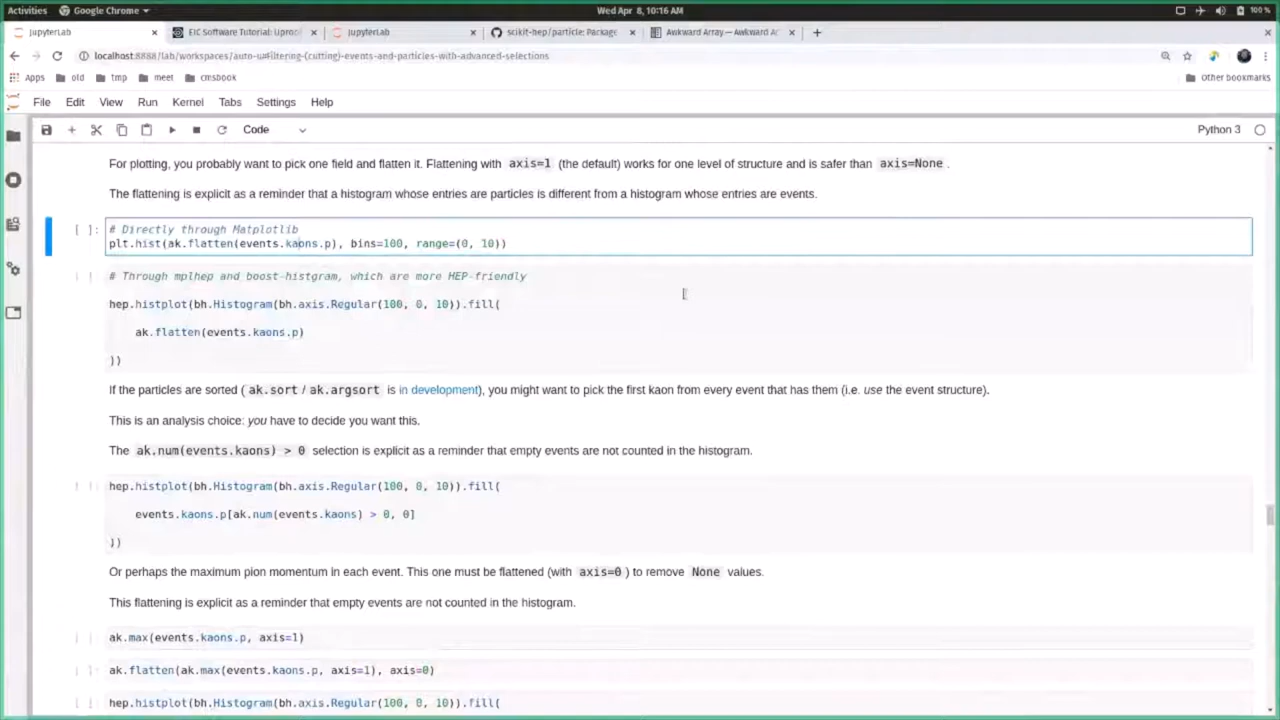 Activities Google Chrome Wed Apr 8, 10:16 AM 100 %
JupyterLab × EIC Software Tutorial: Uproo × JupyterLab × scikit-hep/particle: Package × Awkward Array — Awkward Ar × +
localhost:8888/lab/workspaces/auto-u#Filtering-(cutting)-events-and-particles-with-advanced-selections
Apps old tmp meet cmsbook Other bookmarks
File Edit View Run Kernel Tabs Settings Help
Code Python 3
For plotting, you probably want to pick one field and flatten it. Flattening with axis=1 (the default) works for one level of structure and is safer than axis=None.
The flattening is explicit as a reminder that a histogram whose entries are particles is different from a histogram whose entries are events.
[ ]: # Directly through Matplotlib
plt.hist(ak.flatten(events.kaons.p), bins=100, range=(0, 10))
[ ]: # Through mplhep and boost-histgram, which are more HEP-friendly
hep.histplot(bh.Histogram(bh.axis.Regular(100, 0, 10)).fill(
ak.flatten(events.kaons.p)
))
If the particles are sorted (ak.sort/ak.argsort is in development), you might want to pick the first kaon from every event that has them (i.e. use the event structure).
This is an analysis choice: you have to decide you want this.
The ak.num(events.kaons) > 0 selection is explicit as a reminder that empty events are not counted in the histogram.
[ ]: hep.histplot(bh.Histogram(bh.axis.Regular(100, 0, 10)).fill(
events.kaons.p[ak.num(events.kaons) > 0, 0]
))
Or perhaps the maximum pion momentum in each event. This one must be flattened (with axis=0) to remove None values.
This flattening is explicit as a reminder that empty events are not counted in the histogram.
[ ]: ak.max(events.kaons.p, axis=1)
[ ]: ak.flatten(ak.max(events.kaons.p, axis=1), axis=0)
[ ]: hep.histplot(bh.Histogram(bh.axis.Regular(100, 0, 10)).fill(